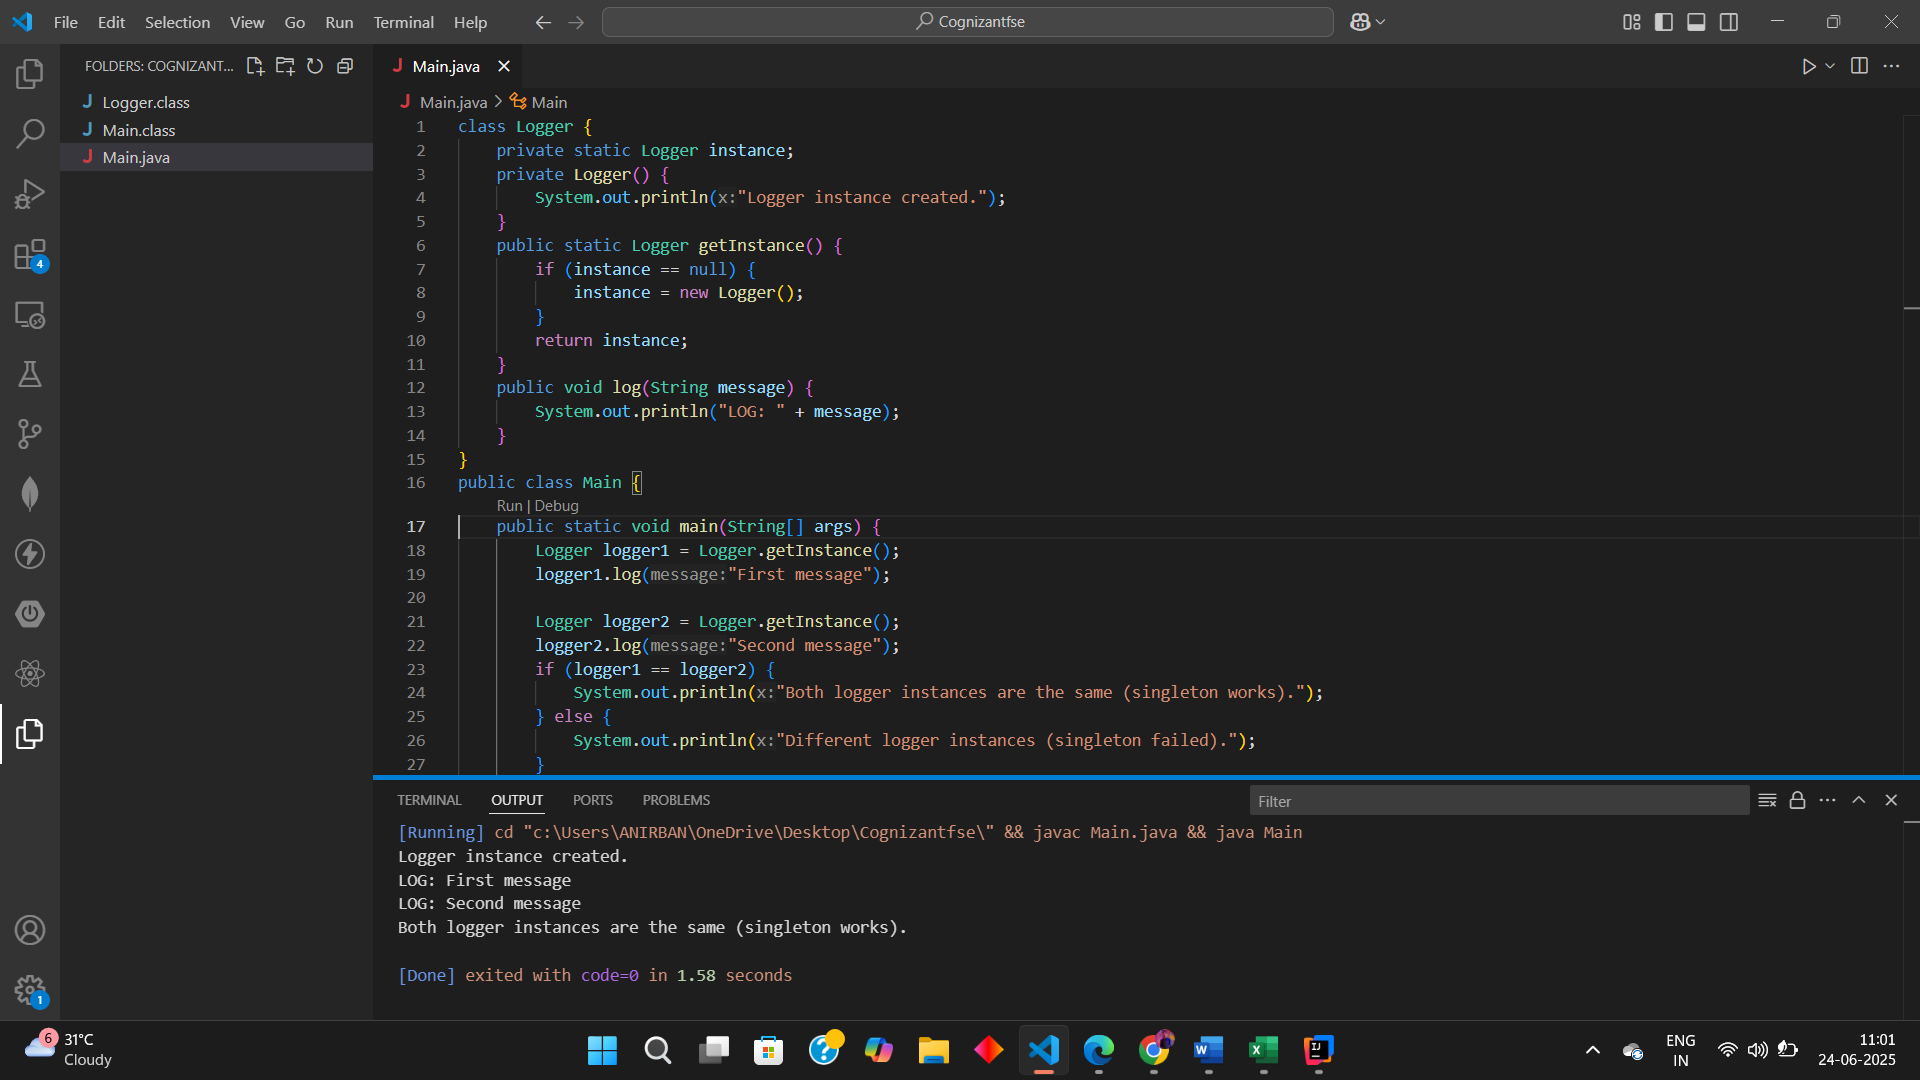 File Edit Selection View Go Run Terminal Help
Cognizantfse
FOLDERS: COGNIZANT...
Logger.class
Main.class
Main.java
Main.java
Main.java > Main
1 class Logger {
2 private static Logger instance;
3 private Logger() {
4 System.out.println(x:"Logger instance created.");
5 }
6 public static Logger getInstance() {
7 if (instance == null) {
8 instance = new Logger();
9 }
10 return instance;
11 }
12 public void log(String message) {
13 System.out.println("LOG: " + message);
14 }
15 }
16 public class Main {
Run | Debug
17 public static void main(String[] args) {
18 Logger logger1 = Logger.getInstance();
19 logger1.log(message:"First message");
20
21 Logger logger2 = Logger.getInstance();
22 logger2.log(message:"Second message");
23 if (logger1 == logger2) {
24 System.out.println(x:"Both logger instances are the same (singleton works).");
25 } else {
26 System.out.println(x:"Different logger instances (singleton failed).");
27 }
4
1
TERMINAL OUTPUT PORTS PROBLEMS
Filter
[Running] cd "c:\Users\ANIRBAN\OneDrive\Desktop\Cognizantfse\" && javac Main.java && java Main
Logger instance created.
LOG: First message
LOG: Second message
Both logger instances are the same (singleton works).
[Done] exited with code=0 in 1.58 seconds
6
31°C
Cloudy
ENG
IN
11:01
24-06-2025